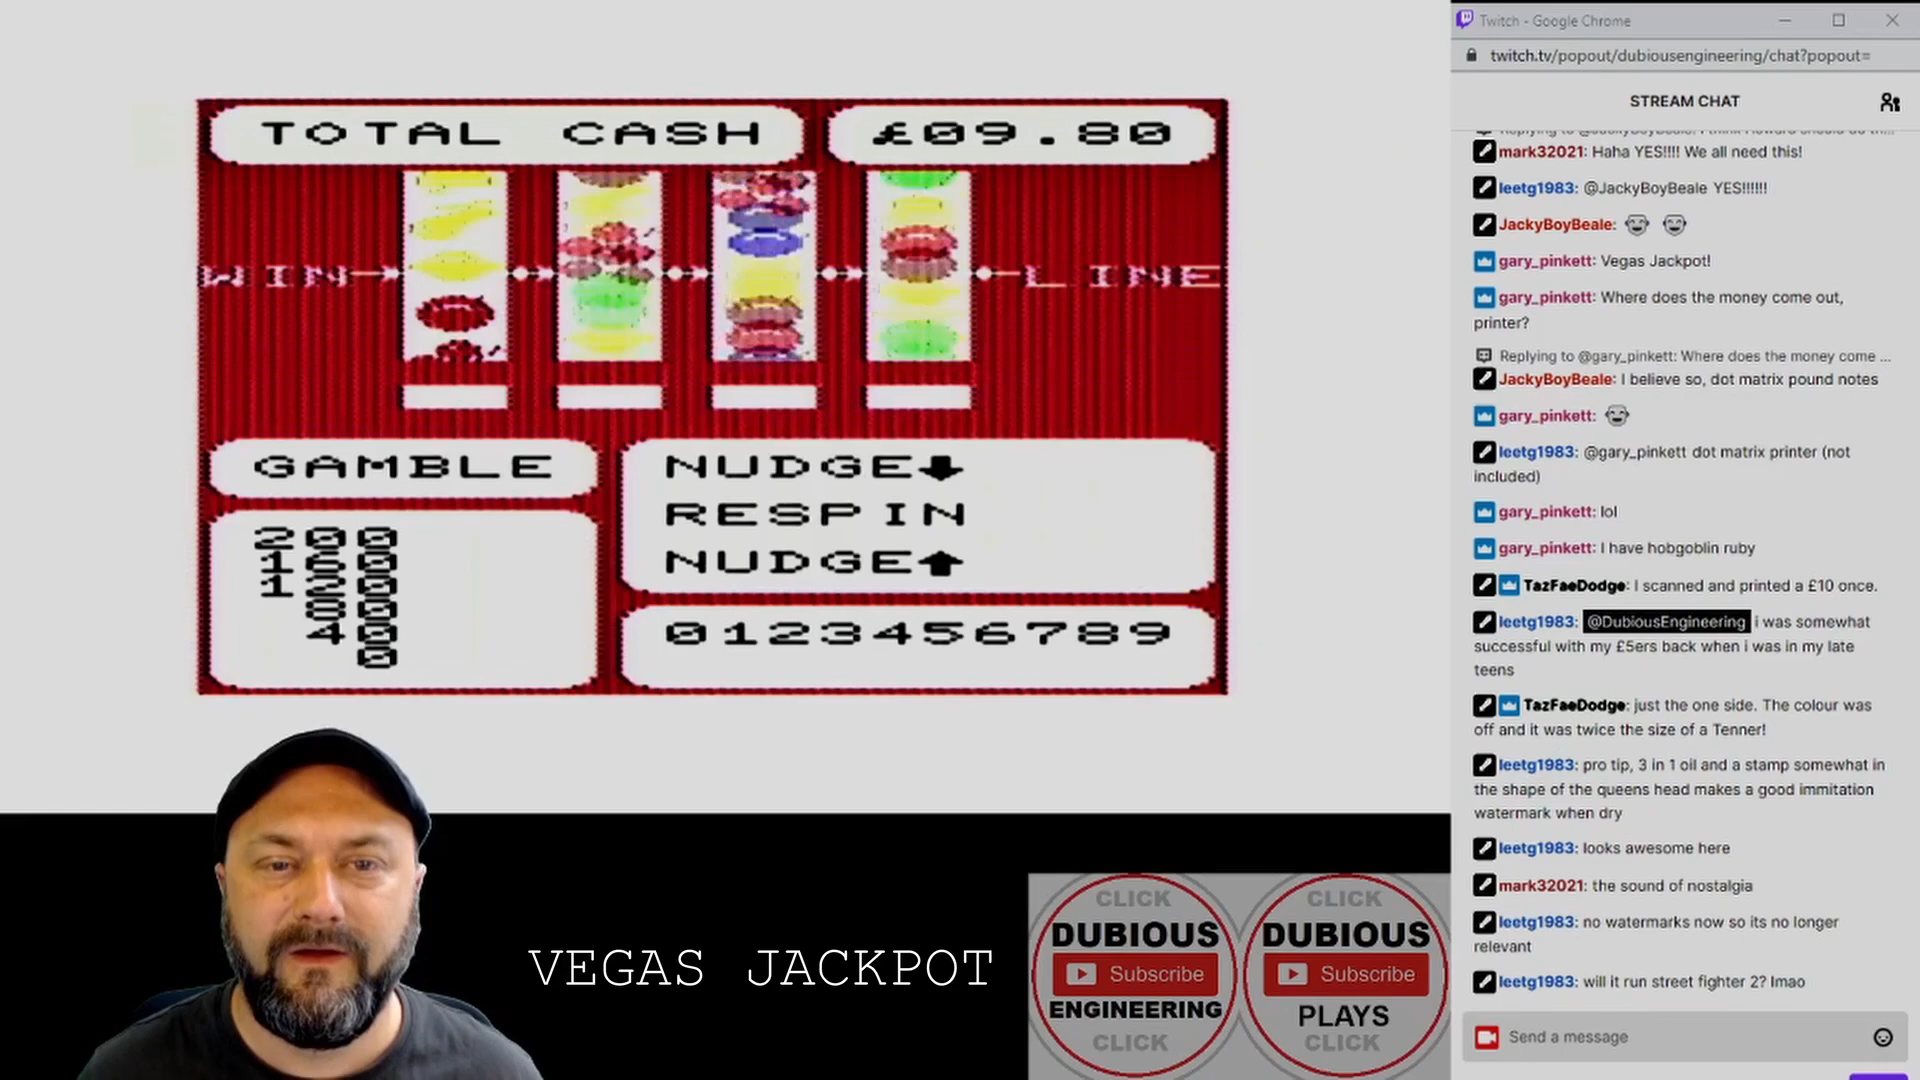 TOTAL CASH
£09.80
WIN
LINE
GAMBLE
200
160
120
80
40
0
NUDGE
RESPIN
NUDGE
0123456789
VEGAS JACKPOT
CLICK
DUBIOUS
Subscribe
ENGINEERING
CLICK
CLICK
DUBIOUS
Subscribe
PLAYS
CLICK
Twitch - Google Chrome
twitch.tv/popout/dubiousengineering/chat?popout=
STREAM CHAT
mark32021: Haha YES!!!! We all need this!
leetg1983: @JackyBoyBeale YES!!!!!!
JackyBoyBeale:
gary_pinkett: Vegas Jackpot!
gary_pinkett: Where does the money come out,
printer?
Replying to @gary_pinkett: Where does the money come ...
JackyBoyBeale: I believe so, dot matrix pound notes
gary_pinkett:
leetg1983: @gary_pinkett dot matrix printer (not
included)
gary_pinkett: lol
gary_pinkett: I have hobgoblin ruby
TazFaeDodge: I scanned and printed a £10 once.
leetg1983: @DubiousEngineering i was somewhat
successful with my £5ers back when i was in my late
teens
TazFaeDodge: just the one side. The colour was
off and it was twice the size of a Tenner!
leetg1983: pro tip, 3 in 1 oil and a stamp somewhat in
the shape of the queens head makes a good immitation
watermark when dry
leetg1983: looks awesome here
mark32021: the sound of nostalgia
leetg1983: no watermarks now so its no longer
relevant
leetg1983: will it run street fighter 2? lmao
Send a message